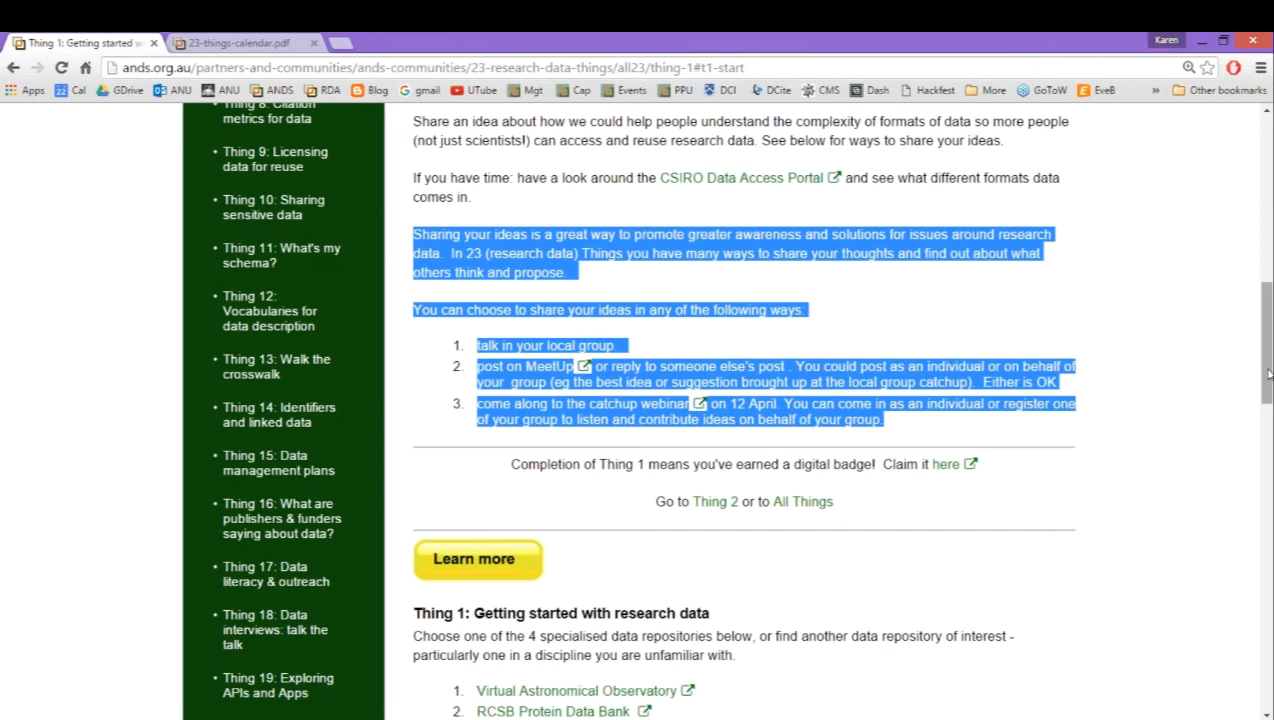 Thing 1: Getting started wi
23-things-calendar.pdf
Karen
ands.org.au/partners-and-communities/ands-communities/23-research-data-things/all23/thing-1#t1-start
Apps Cal GDrive ANU ANU ANDS RDA Blog gmail UTube Mgt Cap Events PPU DCI DCite CMS Dash Hackfest More GoToW EveB » Other bookmarks
• Thing 8: Citation
metrics for data
• Thing 9: Licensing
data for reuse
• Thing 10: Sharing
sensitive data
• Thing 11: What's my
schema?
• Thing 12:
Vocabularies for
data description
• Thing 13: Walk the
crosswalk
• Thing 14: Identifiers
and linked data
• Thing 15: Data
management plans
• Thing 16: What are
publishers & funders
saying about data?
• Thing 17: Data
literacy & outreach
• Thing 18: Data
interviews: talk the
talk
• Thing 19: Exploring
APIs and Apps
Share an idea about how we could help people understand the complexity of formats of data so more people
(not just scientists!) can access and reuse research data. See below for ways to share your ideas.
If you have time: have a look around the CSIRO Data Access Portal and see what different formats data
comes in.
Sharing your ideas is a great way to promote greater awareness and solutions for issues around research
data. In 23 (research data) Things you have many ways to share your thoughts and find out about what
others think and propose.
You can choose to share your ideas in any of the following ways:
1. talk in your local group.
2. post on MeetUp or reply to someone else's post . You could post as an individual or on behalf of
your group (eg the best idea or suggestion brought up at the local group catchup). Either is OK
3. come along to the catchup webinar on 12 April. You can come in as an individual or register one
of your group to listen and contribute ideas on behalf of your group.
Completion of Thing 1 means you've earned a digital badge! Claim it here
Go to Thing 2 or to All Things
Learn more
Thing 1: Getting started with research data
Choose one of the 4 specialised data repositories below, or find another data repository of interest -
particularly one in a discipline you are unfamiliar with.
1. Virtual Astronomical Observatory
2. RCSB Protein Data Bank